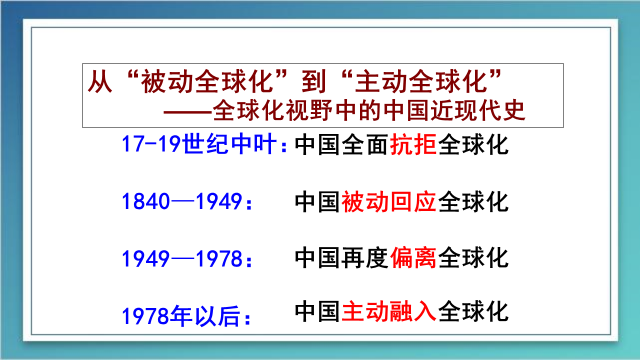 从“被动全球化”到“主动全球化”
——全球化视野中的中国近现代史
17-19世纪中叶：中国全面抗拒全球化
1840—1949： 中国被动回应全球化
1949—1978： 中国再度偏离全球化
1978年以后： 中国主动融入全球化